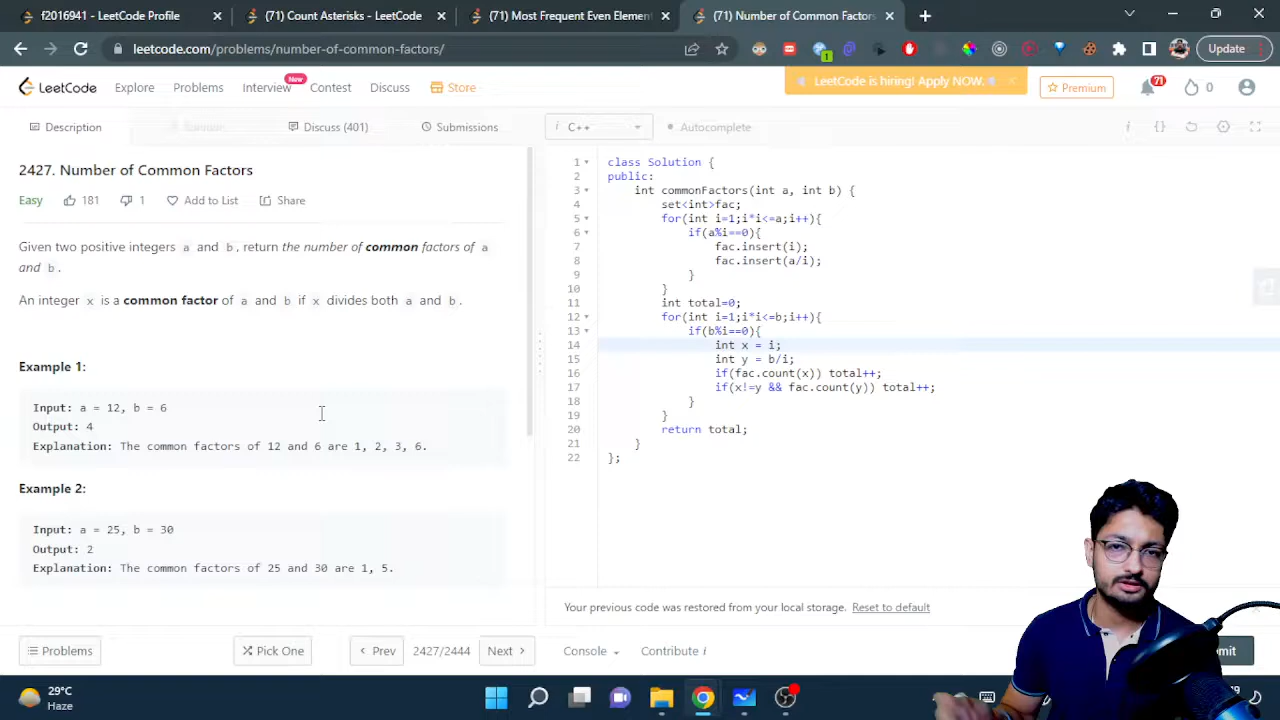 f2016941 - LeetCode Profile
(71) Count Asterisks - LeetCode
(71) Most Frequent Even Elemen
(71) Number of Common Factors
leetcode.com/problems/number-of-common-factors/
1
Update
LeetCode
Explore
Problems
Interview
New
Contest
Discuss
Store
LeetCode is hiring! Apply NOW.
Premium
71
0
Description
Discuss (401)
Submissions
i C++
Autocomplete
2427. Number of Common Factors
Easy
181
1
Add to List
Share
Given two positive integers a and b, return the number of common factors of a
and b.
An integer x is a common factor of a and b if x divides both a and b.
Example 1:
Input: a = 12, b = 6
Output: 4
Explanation: The common factors of 12 and 6 are 1, 2, 3, 6.
Example 2:
Input: a = 25, b = 30
Output: 2
Explanation: The common factors of 25 and 30 are 1, 5.
1 class Solution {
2 public:
3 int commonFactors(int a, int b) {
4 set<int>fac;
5 for(int i=1;i*i<=a;i++){
6 if(a%i==0){
7 fac.insert(i);
8 fac.insert(a/i);
9 }
10 }
11 int total=0;
12 for(int i=1;i*i<=b;i++){
13 if(b%i==0){
14 int x = i;
15 int y = b/i;
16 if(fac.count(x)) total++;
17 if(x!=y && fac.count(y)) total++;
18 }
19 }
20 return total;
21 }
22 };
Your previous code was restored from your local storage. Reset to default
Problems
Pick One
Prev
2427/2444
Next
Console
Contribute i
29°C
Haze